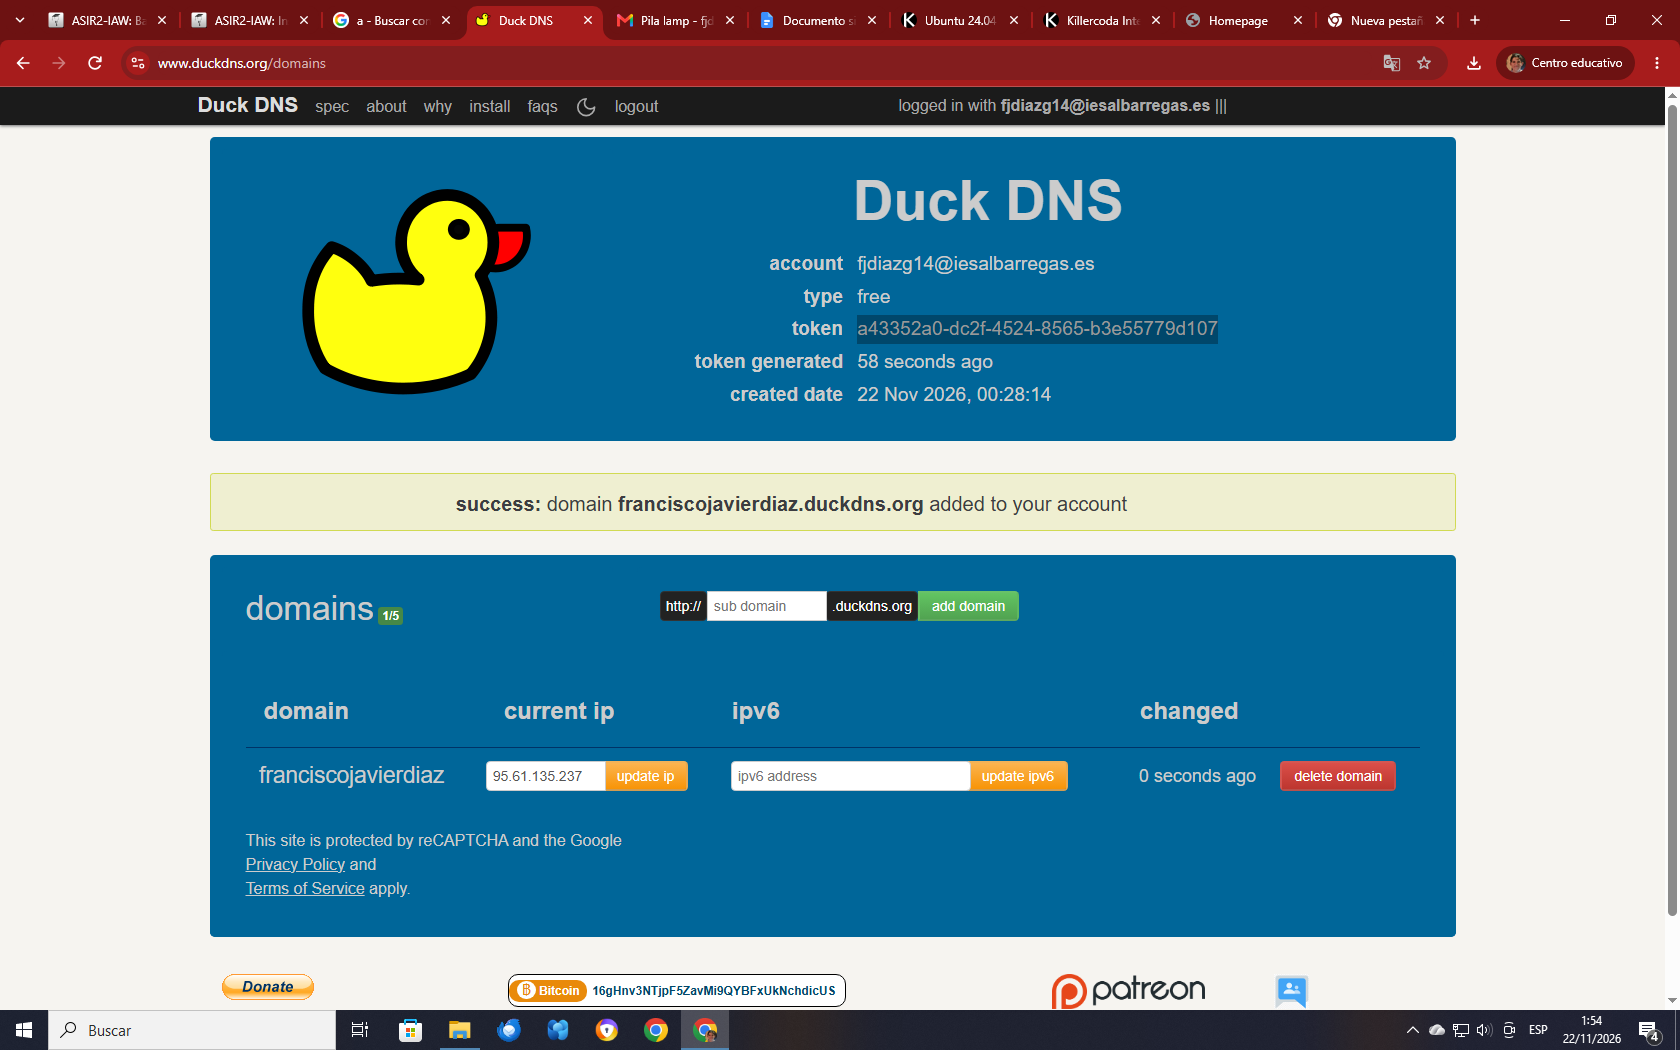 ASIR2-IAW: Ba
ASIR2-IAW: In
a - Buscar con
Duck DNS
Pila lamp - fjd
Documento si
Ubuntu 24.04
Killercoda Inte
Homepage
Nueva pestañ
www.duckdns.org/domains
Centro educativo
Duck DNS spec about why install faqs logout
logged in with fjdiazg14@iesalbarregas.es |||
Duck DNS
account fjdiazg14@iesalbarregas.es
type free
token a43352a0-dc2f-4524-8565-b3e55779d107
token generated 58 seconds ago
created date 22 Nov 2026, 00:28:14
success: domain franciscojavierdiaz.duckdns.org added to your account
domains 1/5
http:// sub domain .duckdns.org add domain
domain current ip ipv6 changed
franciscojavierdiaz 95.61.135.237 update ip ipv6 address update ipv6 0 seconds ago delete domain
This site is protected by reCAPTCHA and the Google
Privacy Policy and
Terms of Service apply.
Donate
Bitcoin 16gHnv3NTjpF5ZavMi9QYBFxUkNchdicUS
patreon
Buscar
ESP
1:54
22/11/2026
4